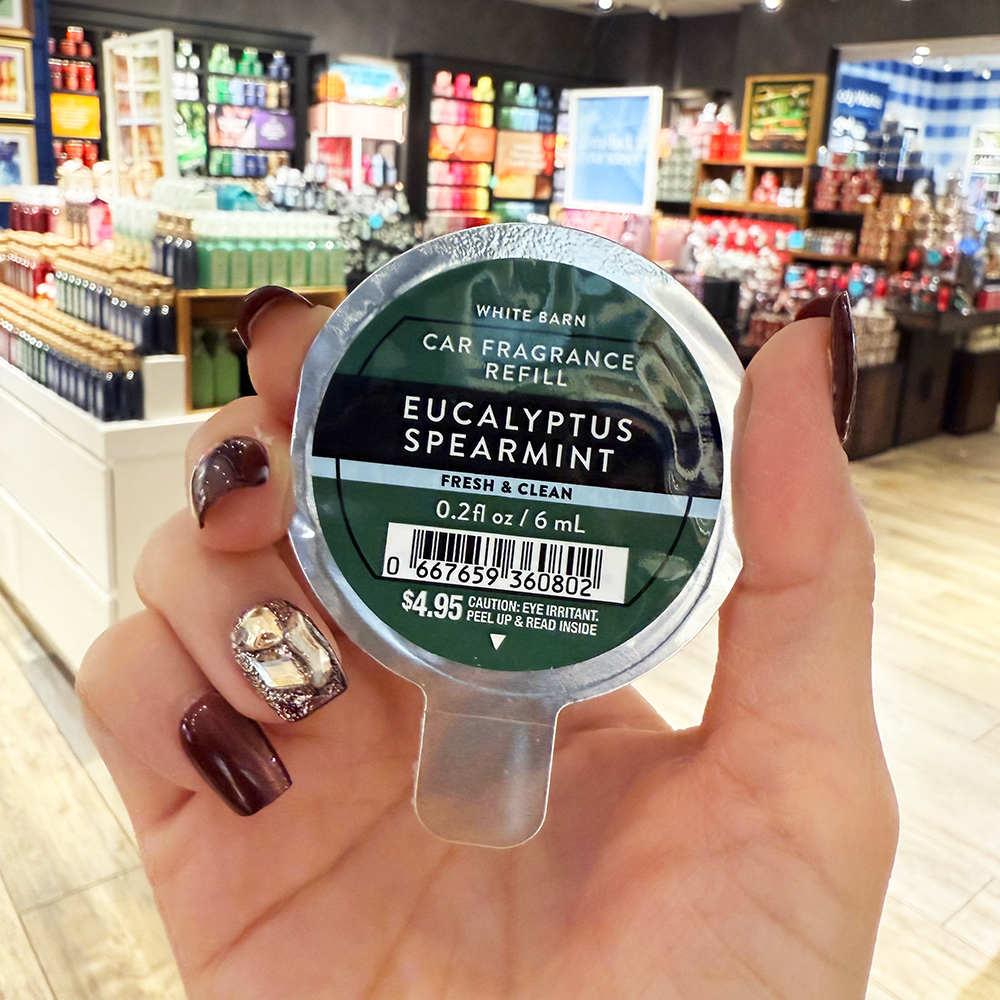 WHITE BARN
CAR FRAGRANCE
REFILL
EUCALYPTUS
SPEARMINT
FRESH & CLEAN
0.2fl oz / 6 mL
0 667659 360802
$4.95 CAUTION: EYE IRRITANT.
PEEL UP & READ INSIDE